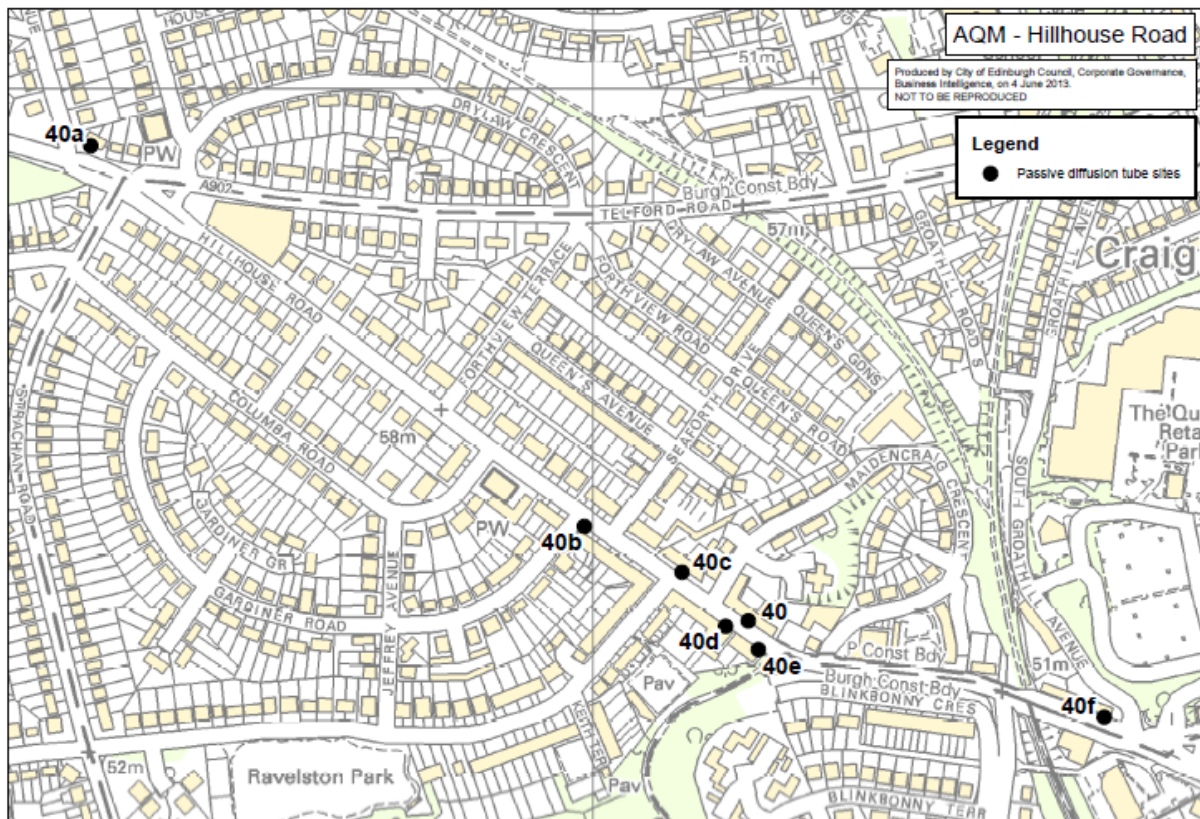 AQM - Hillhouse Road
Produced by City of Edinburgh Council, Corporate Governance,
Business Intelligence, on 4 June 2013.
NOT TO BE REPRODUCED
Legend
Passive diffusion tube sites
51m
40a
PW
DRYLAW CRESCENT
A902
Burgh Const Bdy
TELFORD ROAD
57m
GROATHILL ROAD S
GROATHILL AVEN
Craig
HILLHOUSE ROAD
FORTHVIEW TERRACE
FORTHVIEW ROAD
DRYLAW AVENUE
QUEEN'S GDNS
QUEEN'S AVENUE
SEAFORTH DRIVE
QUEEN'S ROAD
STRACHAN ROAD
COLUMBA ROAD
58m
MAIDENCRAIG CRESCENT
The Qu
Reta
Park
SOUTH GROATHILL AVENUE
GARDINER GR
PW
40b
40c
GARDINER ROAD
JEFFREY AVENUE
40
40d
40e
P Const Bdy
51m
Pav
Burgh Const Bdy
BLINKBONNY CRES
40f
KEITH TER
52m
Ravelston Park
Pav
BLINKBONNY TERR